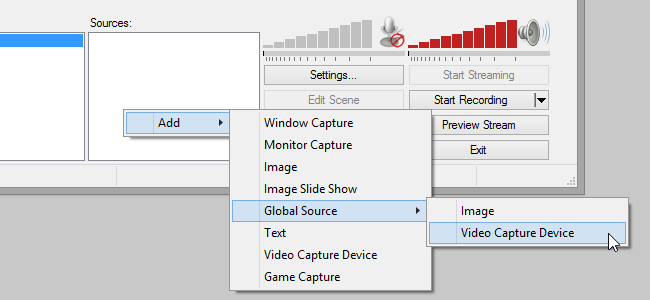 Sources:
Settings...
Start Streaming
Edit Scene
Start Recording
Add
Window Capture
Preview Stream
Monitor Capture
Exit
Image
Image Slide Show
Global Source
Image
Text
Video Capture Device
Video Capture Device
Game Capture